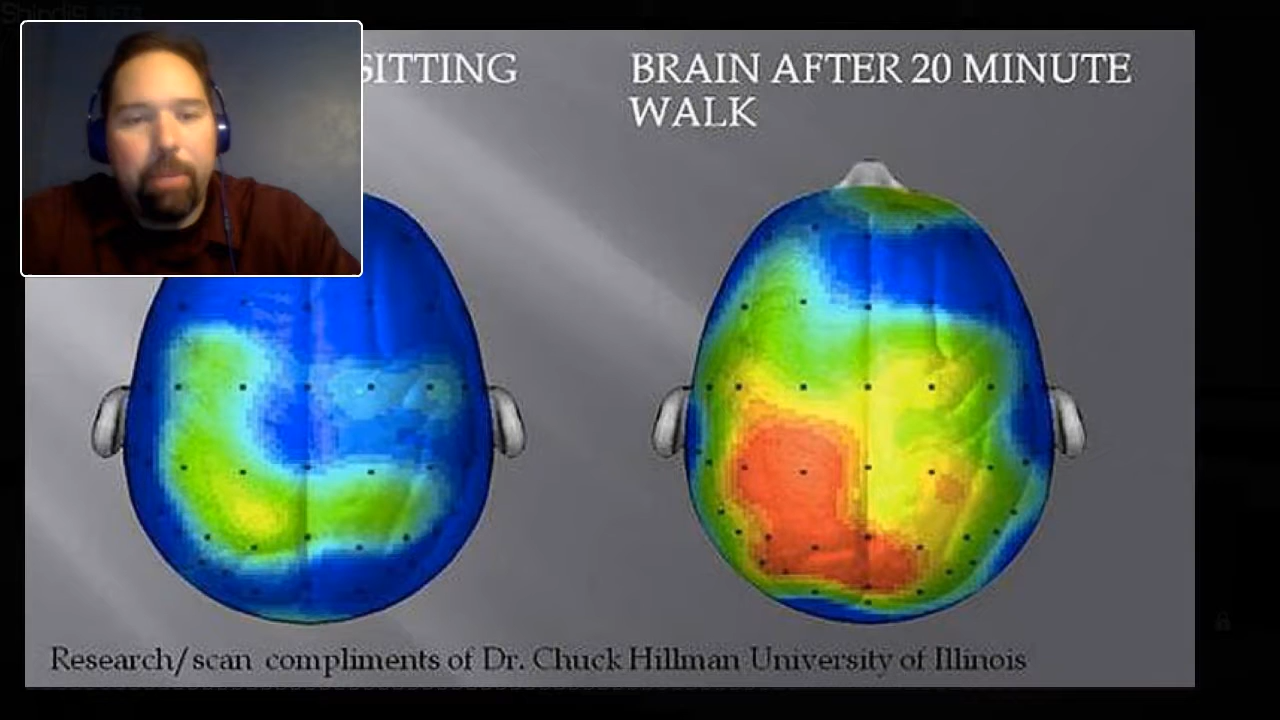 SITTING
BRAIN AFTER 20 MINUTE
WALK
Research/scan compliments of Dr. Chuck Hillman University of Illinois